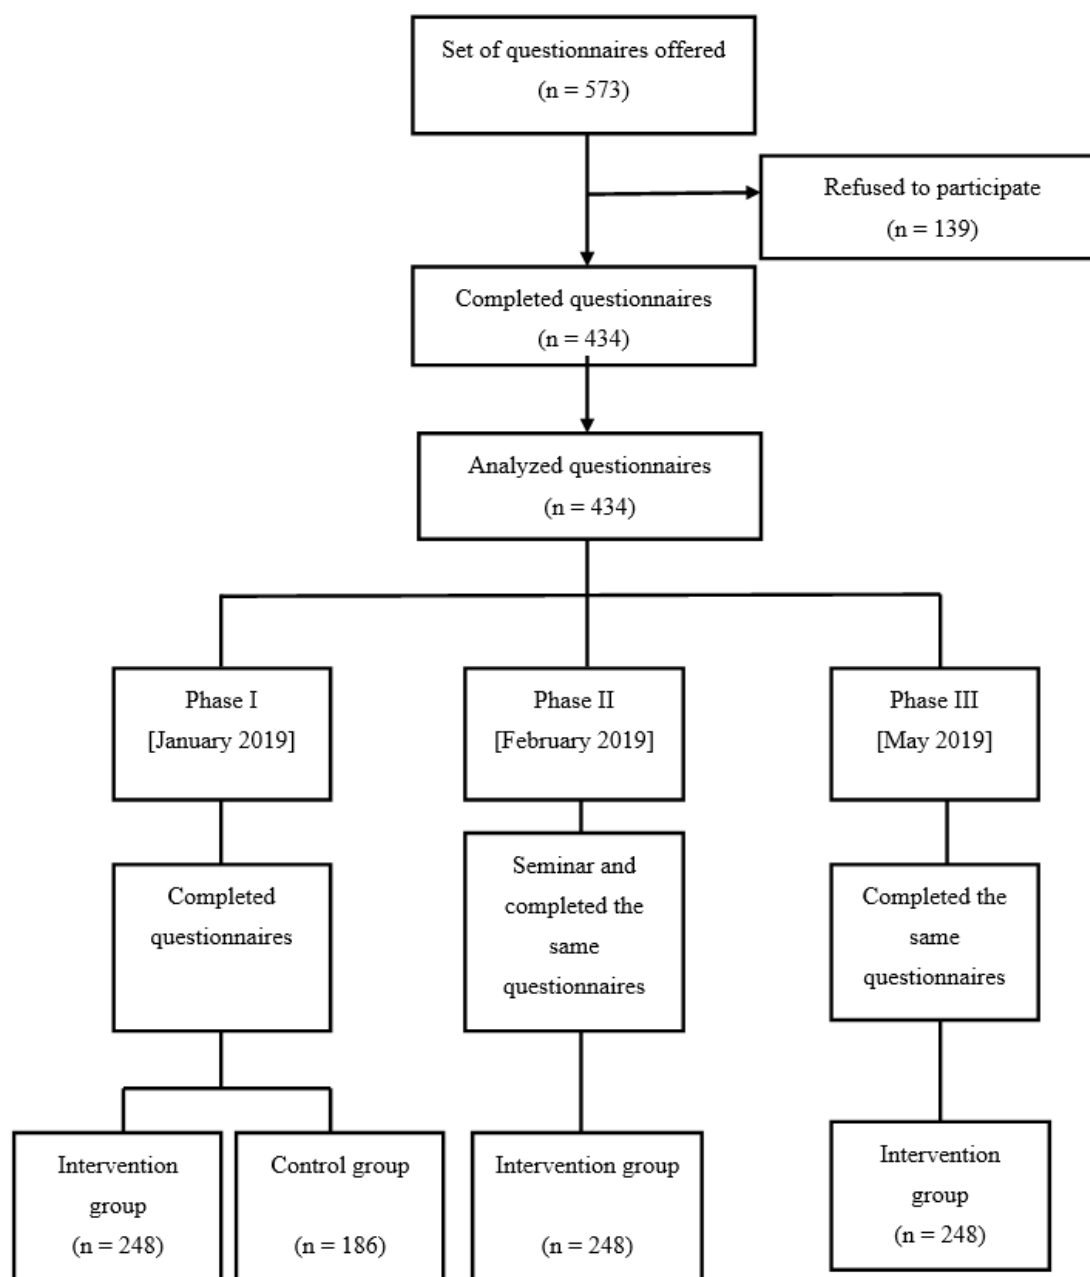 Set of questionnaires offered
(n = 573)
Refused to participate
(n = 139)
Completed questionnaires
(n = 434)
Analyzed questionnaires
(n = 434)
Phase I
[January 2019]
Phase II
[February 2019]
Phase III
[May 2019]
Completed
questionnaires
Seminar and
completed the
same
questionnaires
Completed the
same
questionnaires
Intervention
group
(n = 248)
Control group
(n = 186)
Intervention group
(n = 248)
Intervention
group
(n = 248)